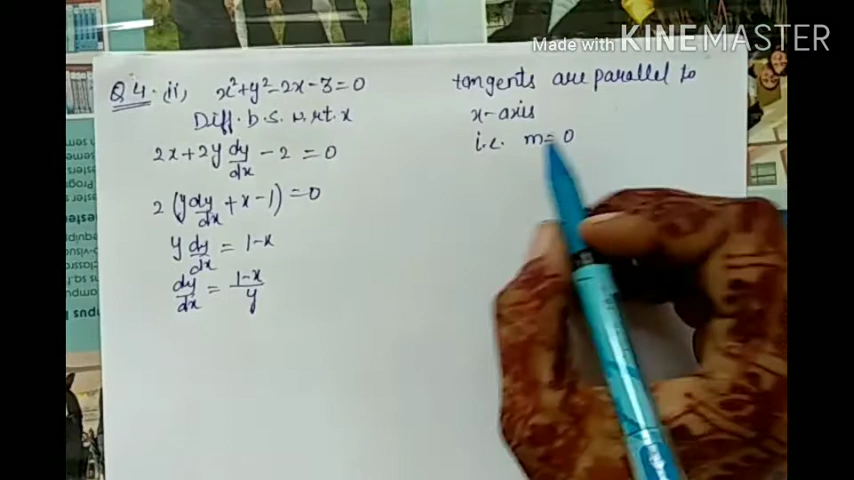 Made with KINEMASTER
Q4. ii, x²+y²-2x-3=0
Diff. b.s. w.rt. x
2x+2y dy/dx - 2 = 0
2(y dy/dx + x - 1) = 0
y dy/dx = 1-x
dy/dx = 1-x/y
tangents are parallel to
x-axis
i.e. m=0